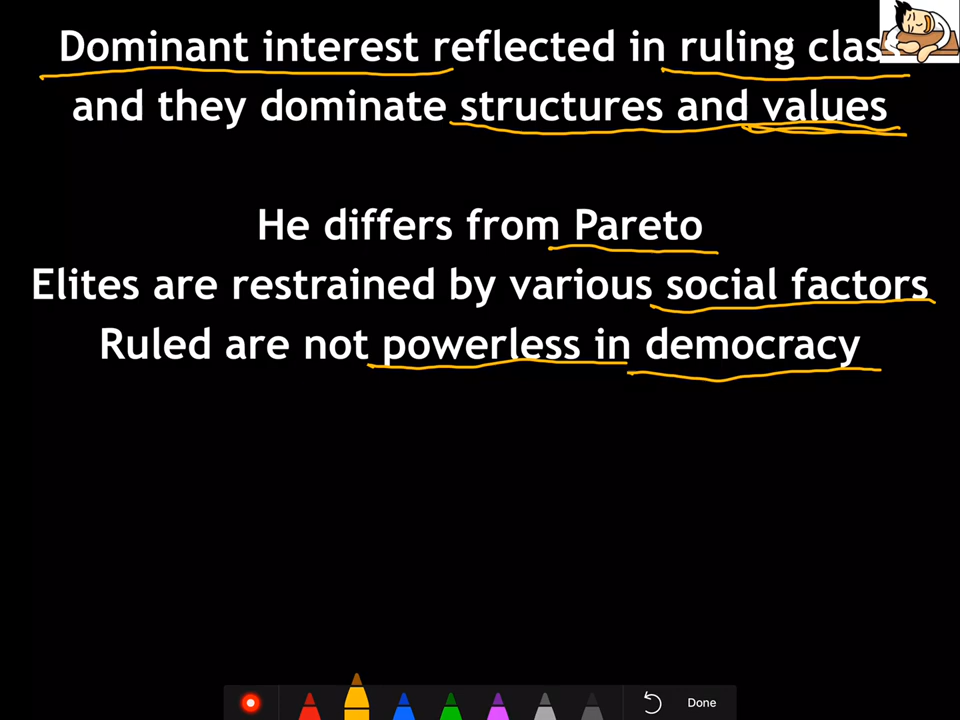 Dominant interest reflected in ruling class
and they dominate structures and values
He differs from Pareto
Elites are restrained by various social factors
Ruled are not powerless in democracy
Done